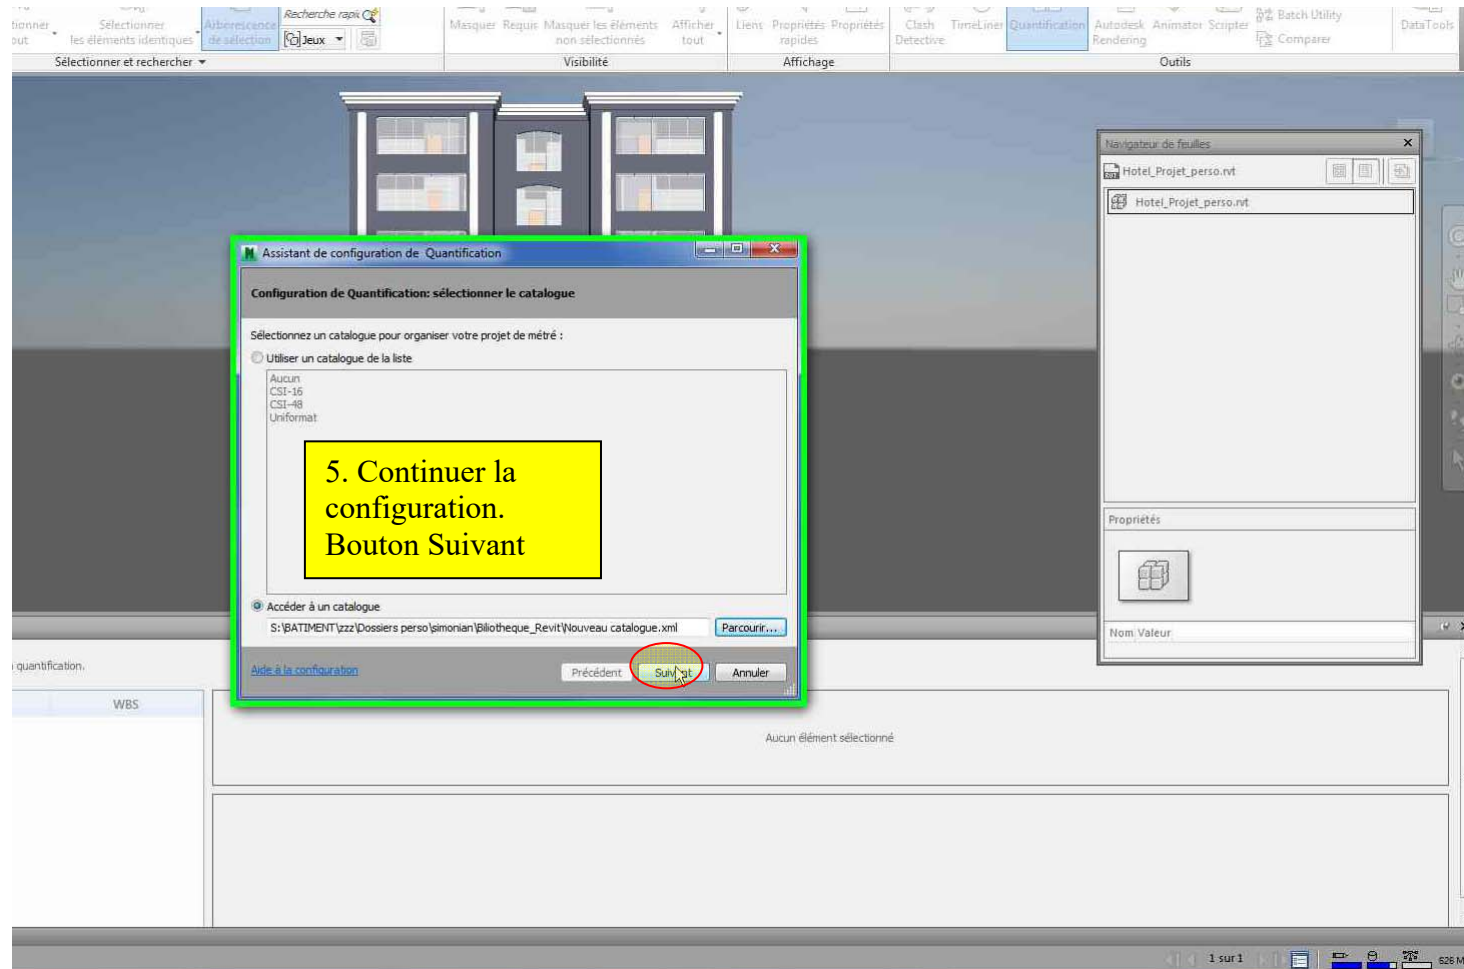 Recherche rapi
Sélectionner
les éléments identiques
Arborescence
de sélection
Jeux
Masquer Requis Masquer les éléments
non sélectionnés
Afficher
tout
Liens Propriétés Propriétés
rapides
Clash
Detective
TimeLiner Quantification Autodesk
Rendering
Animator Scripter
Batch Utility
Comparer
DataTools
Sélectionner et rechercher
Visibilité
Affichage
Outils
Navigateur de feuilles
Hotel_Projet_perso.rvt
Hotel_Projet_perso.rvt
Assistant de configuration de Quantification
Configuration de Quantification: sélectionner le catalogue
Sélectionnez un catalogue pour organiser votre projet de métré :
Utiliser un catalogue de la liste
Aucun
CSI-16
CSI-48
Uniformat
5. Continuer la
configuration.
Bouton Suivant
Accéder à un catalogue
S:\BATIMENT\zzz\Dossiers perso\simonian\Biliotheque_Revit\Nouveau catalogue.xml
Parcourir...
Aide à la configuration
Précédent
Suivant
Annuler
Propriétés
Nom Valeur
quantification.
WBS
Aucun élément sélectionné
1 sur 1
626 M